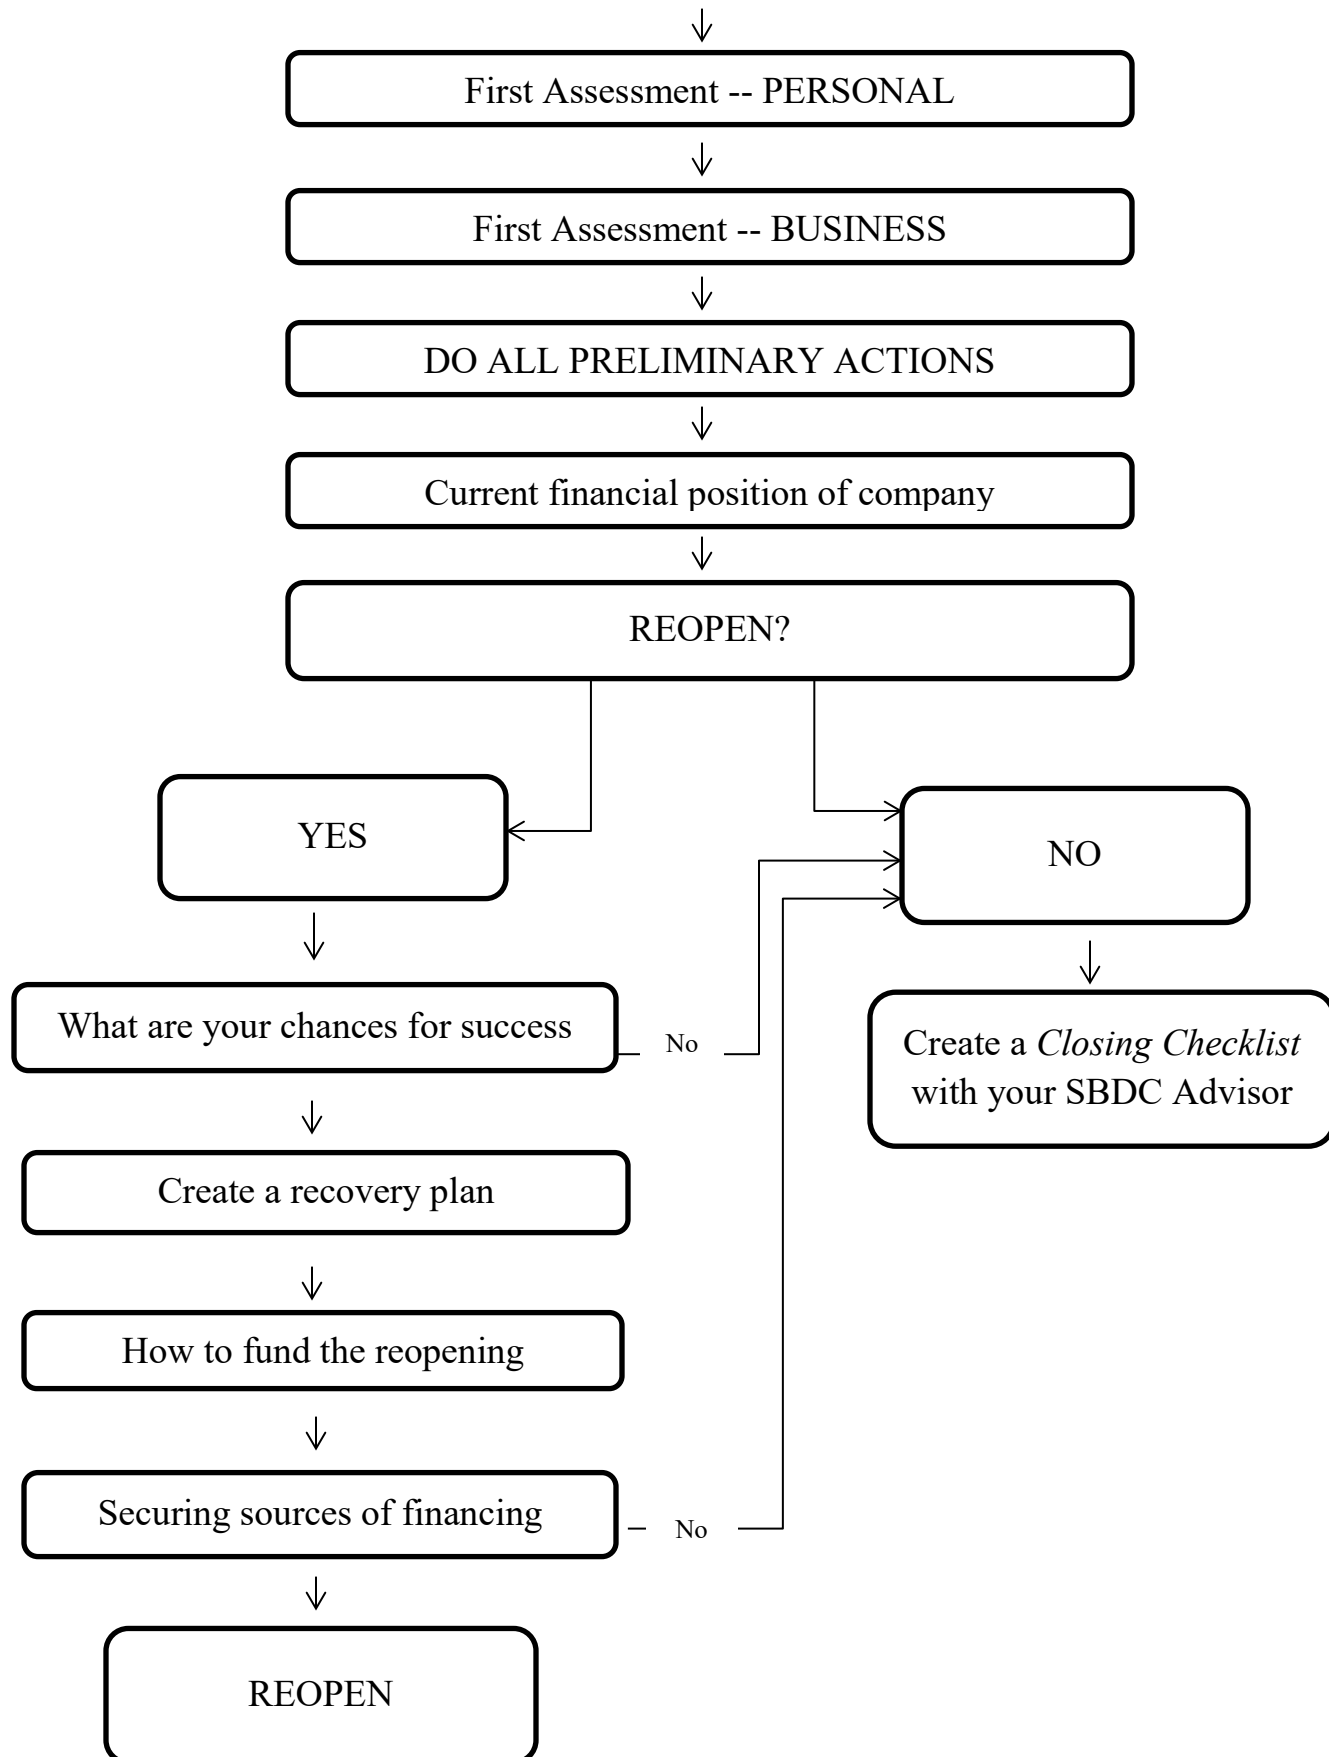 First Assessment -- PERSONAL
First Assessment -- BUSINESS
DO ALL PRELIMINARY ACTIONS
Current financial position of company
REOPEN?
YES
NO
What are your chances for success
No
Create a Closing Checklist
with your SBDC Advisor
Create a recovery plan
How to fund the reopening
Securing sources of financing
No
REOPEN